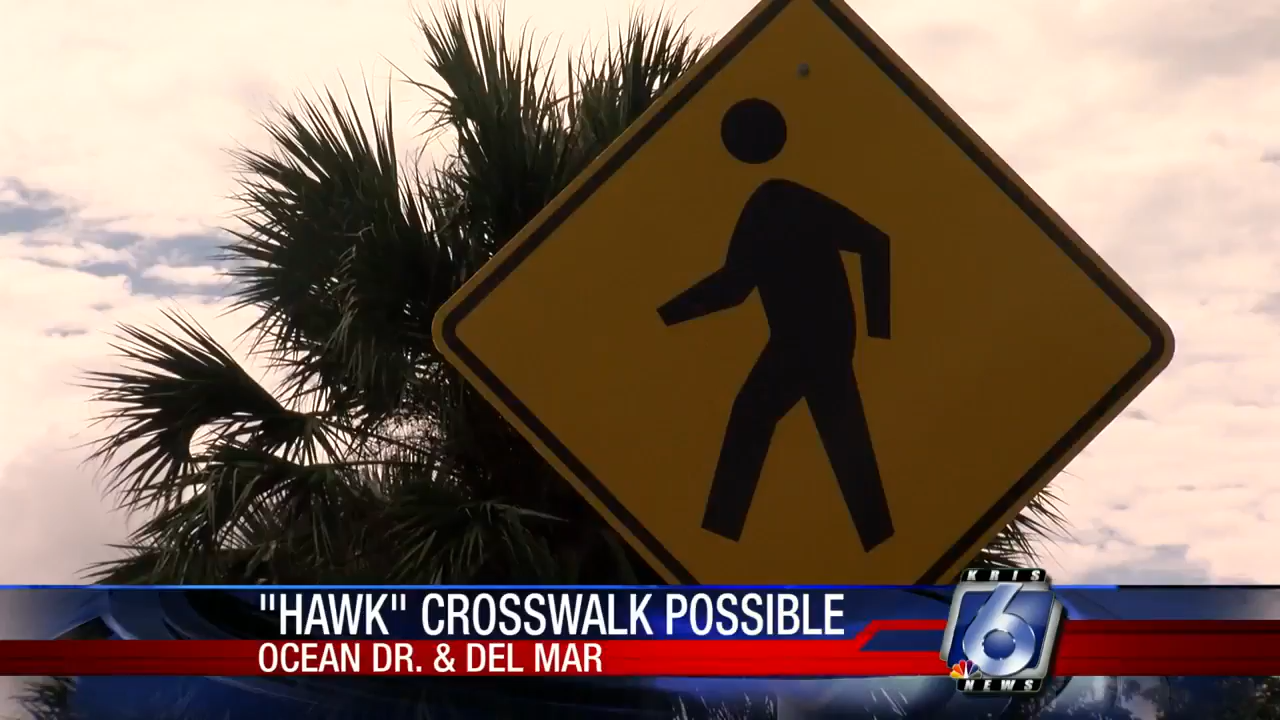 "HAWK" CROSSWALK POSSIBLE
OCEAN DR. & DEL MAR
KRIS
6
NEWS